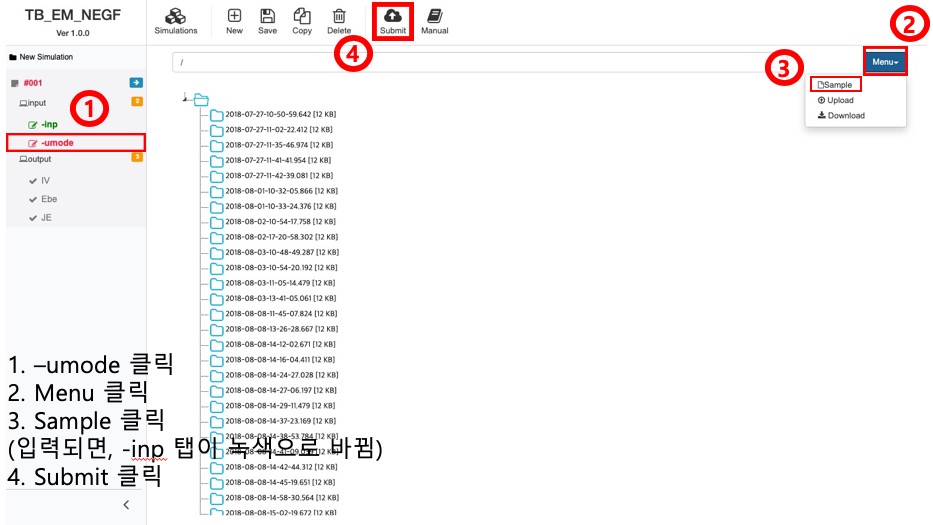 TB_EM_NEGF
Ver 1.0.0
Simulations
New
Save
Copy
Delete
Submit
Manual
2
4
New Simulation
/
Menu
3
#001
Sample
1
input
3
Upload
-inp
Download
-umode
output
3
IV
Ebe
JE
2018-07-27-10-50-59.642 [12 KB]
2018-07-27-11-02-22.412 [12 KB]
2018-07-27-11-35-46.974 [12 KB]
2018-07-27-11-41-41.954 [12 KB]
2018-07-27-11-42-39.081 [12 KB]
2018-08-01-10-32-05.866 [12 KB]
2018-08-01-10-33-24.376 [12 KB]
2018-08-02-10-54-17.758 [12 KB]
2018-08-02-17-20-58.302 [12 KB]
2018-08-03-10-48-49.287 [12 KB]
2018-08-03-10-54-20.192 [12 KB]
2018-08-03-11-05-14.479 [12 KB]
2018-08-03-13-41-05.061 [12 KB]
2018-08-08-11-45-07.824 [12 KB]
2018-08-08-13-26-28.667 [12 KB]
2018-08-08-14-12-02.671 [12 KB]
2018-08-08-14-16-04.411 [12 KB]
2018-08-08-14-24-27.028 [12 KB]
2018-08-08-14-27-06.197 [12 KB]
2018-08-08-14-29-11.479 [12 KB]
2018-08-08-14-37-23.169 [12 KB]
2018-08-08-14-38-53.784 [12 KB]
2018-08-08-14-42-44.312 [12 KB]
2018-08-08-14-45-19.651 [12 KB]
2018-08-08-14-58-30.564 [12 KB]
2018-08-08-15-02-19.672 [12 KB]
1. –umode 클릭
2. Menu 클릭
3. Sample 클릭
(입력되면, -inp 탭이 녹색으로 바뀜)
4. Submit 클릭